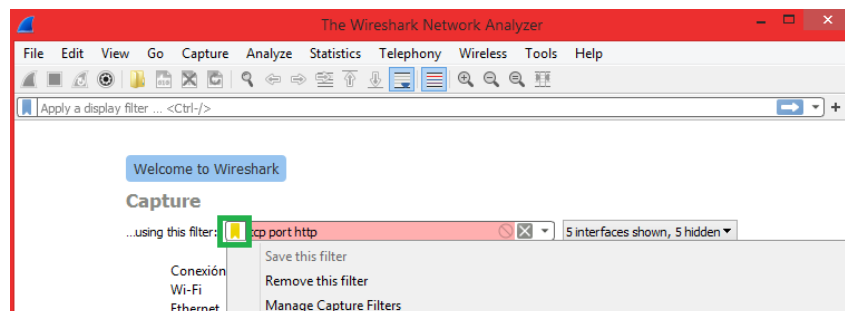 The Wireshark Network Analyzer
File Edit View Go Capture Analyze Statistics Telephony Wireless Tools Help
Apply a display filter ... <Ctrl-/>
+
Welcome to Wireshark
Capture
...using this filter: tcp port http 5 interfaces shown, 5 hidden
Save this filter
Conexión Remove this filter
Wi-Fi
Ethernet Manage Capture Filters